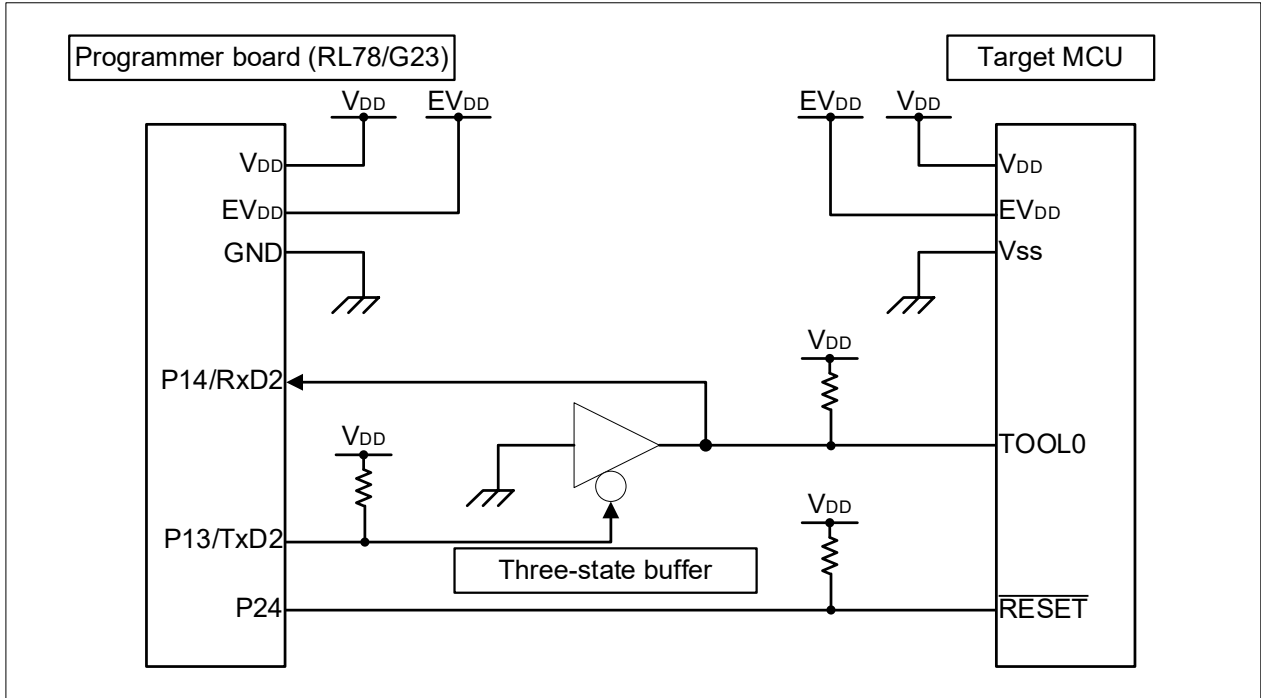 Programmer board (RL78/G23)
Target MCU
VDD
EVDD
EVDD
VDD
VDD
VDD
EVDD
EVDD
GND
Vss
VDD
P14/RxD2
VDD
TOOL0
VDD
P13/TxD2
Three-state buffer
P24
RESET